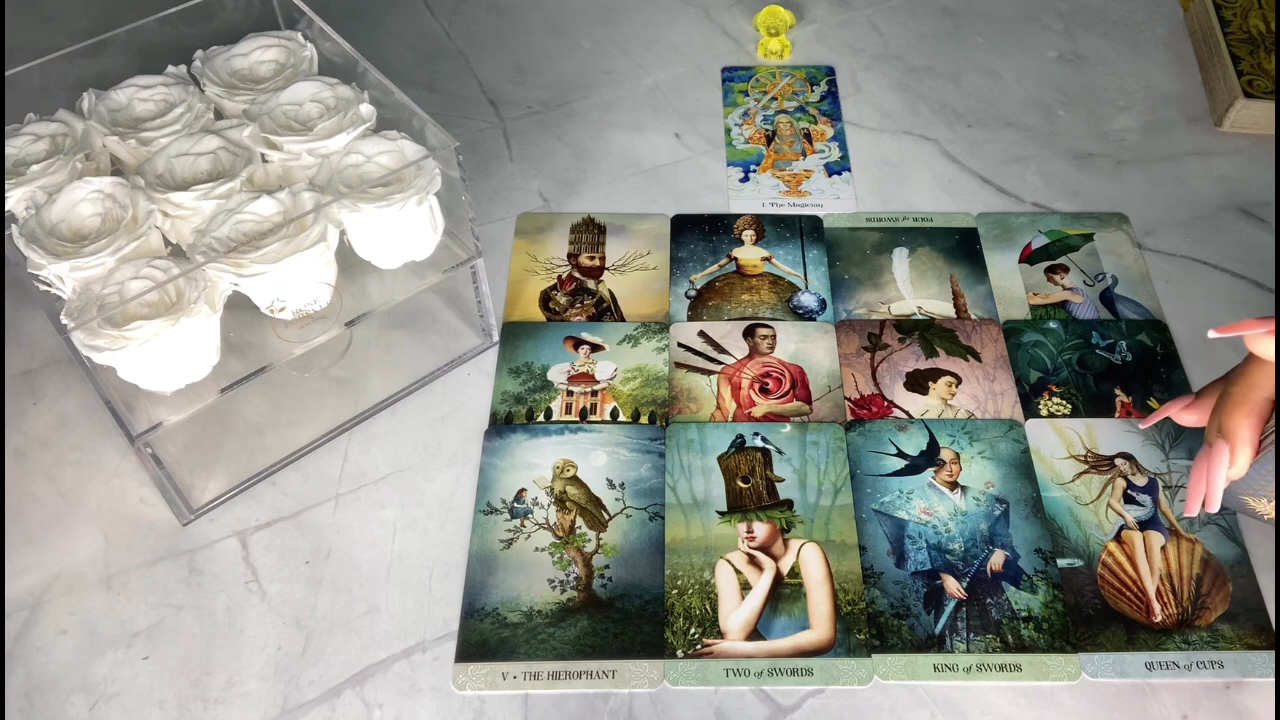 I. The Magician
FOUR of SWORDS
V • THE HIEROPHANT
TWO of SWORDS
KING of SWORDS
QUEEN of CUPS